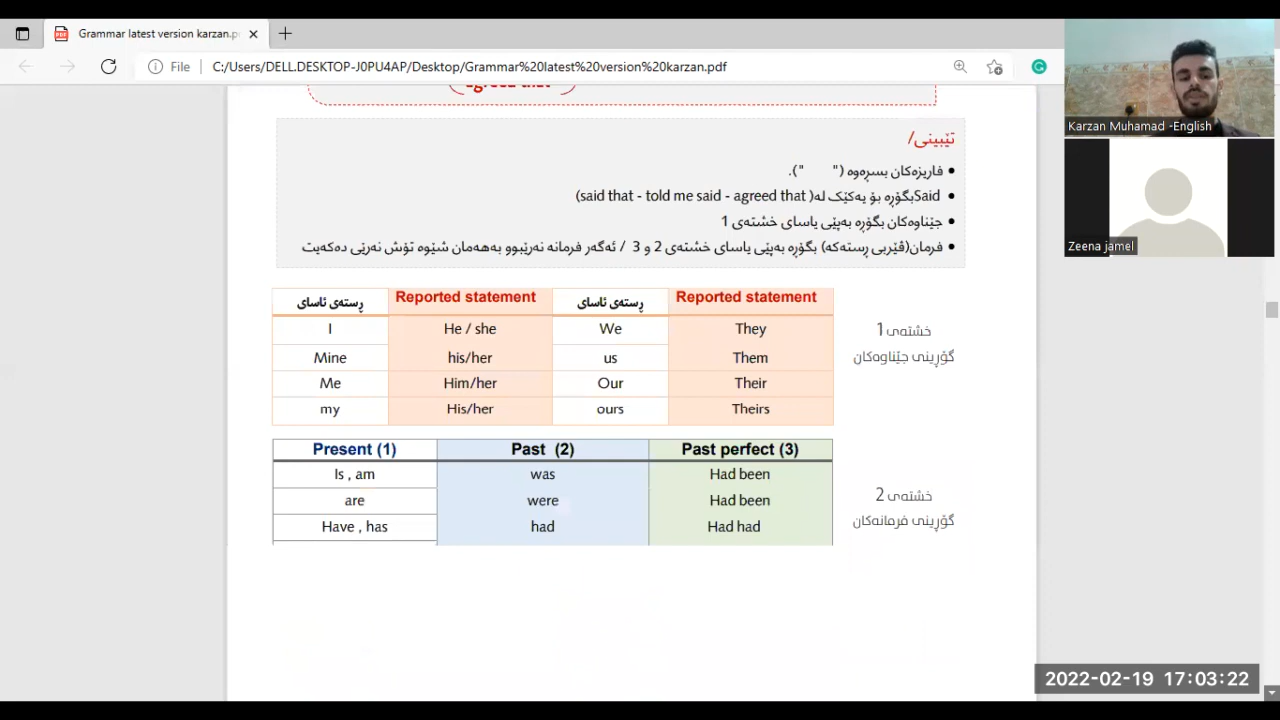 Grammar latest version karzan.p
File
C:/Users/DELL.DESKTOP-J0PU4AP/Desktop/Grammar%20latest%20version%20karzan.pdf
agreed that
تێبینی/
فاریزەکان بسڕەوە (" ").
Saidبگۆڕە بۆ یەکێک لە( said that - told me said - agreed that)
جێناوەکان بگۆڕە بەپێی یاسای خشتەی 1
فرمان(ڤێربی ڕستەکە) بگۆڕە بەپێی یاسای خشتەی 2 و 3 / ئەگەر فرمانە نەرێبوو بەهەمان شێوە تۆش نەرێی دەکەیت
ڕستەی ئاسای Reported statement ڕستەی ئاسای Reported statement
I He / she We They
Mine his/her us Them
Me Him/her Our Their
my His/her ours Theirs
خشتەی 1
گۆڕینی جێناوەکان
Present (1) Past (2) Past perfect (3)
Is , am was Had been
are were Had been
Have , has had Had had
خشتەی 2
گۆڕینی فرمانەکان
Karzan Muhamad -English
Zeena jamel
2022-02-19 17:03:22